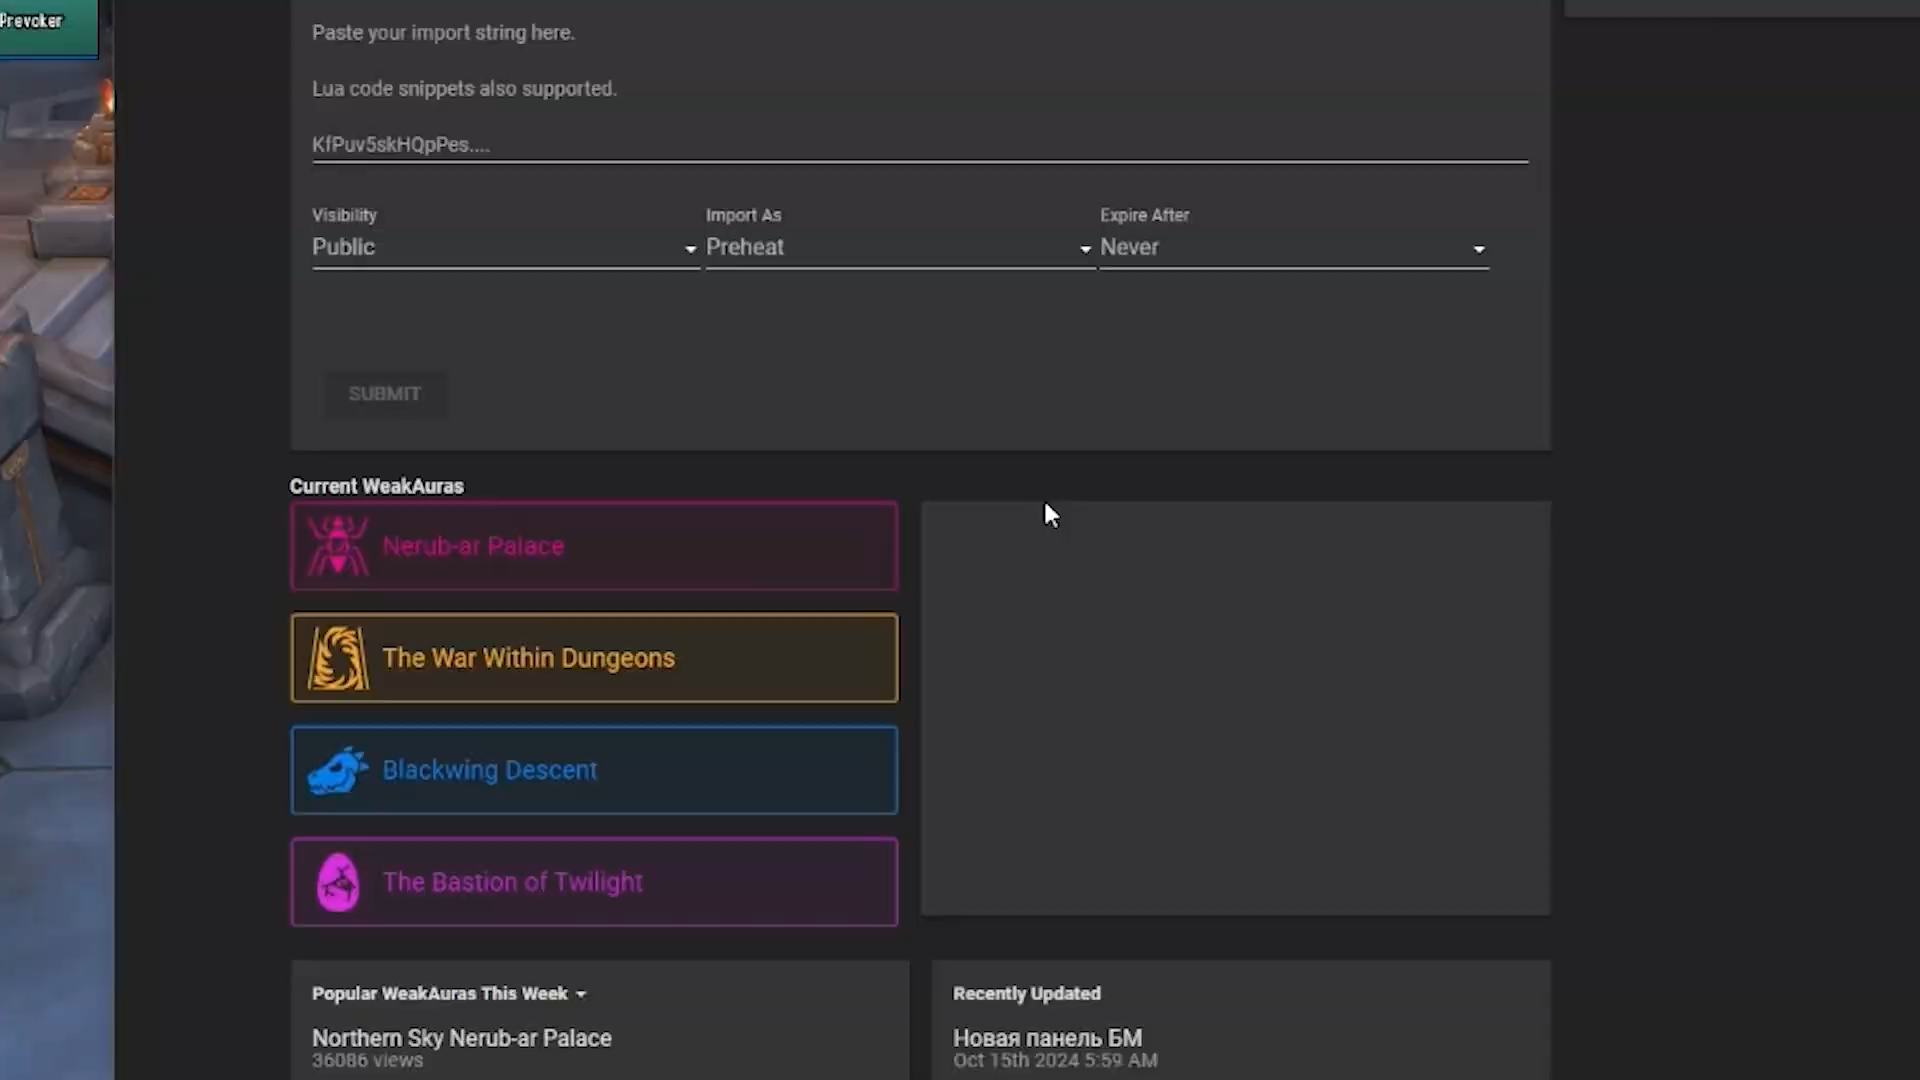 Prevoker
Paste your import string here.
Lua code snippets also supported.
KfPuv5skHQpPes....
Visibility
Import As
Expire After
Public
Preheat
Never
SUBMIT
Current WeakAuras
Nerub-ar Palace
The War Within Dungeons
Blackwing Descent
The Bastion of Twilight
Popular WeakAuras This Week
Northern Sky Nerub-ar Palace
36086 views
Recently Updated
Новая панель БМ
Oct 15th 2024 5:59 AM